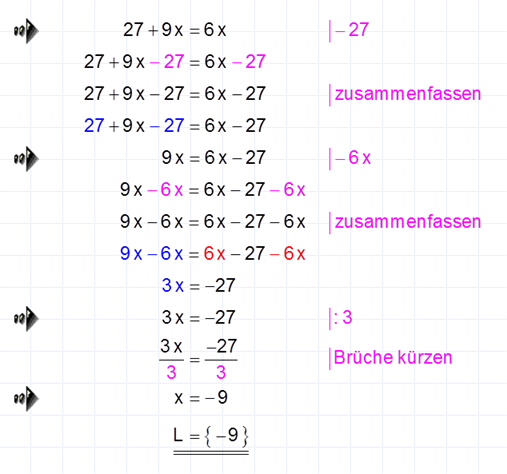 27 + 9x = 6x | − 27
27 + 9x − 27 = 6x − 27
27 + 9x − 27 = 6x − 27 | zusammenfassen
27 + 9x − 27 = 6x − 27
9x = 6x − 27 | − 6x
9x − 6x = 6x − 27 − 6x
9x − 6x = 6x − 27 − 6x | zusammenfassen
9x − 6x = 6x − 27 − 6x
3x = −27
3x = −27 | : 3
3x/3 = −27/3 | Brüche kürzen
x = −9
L = {−9}